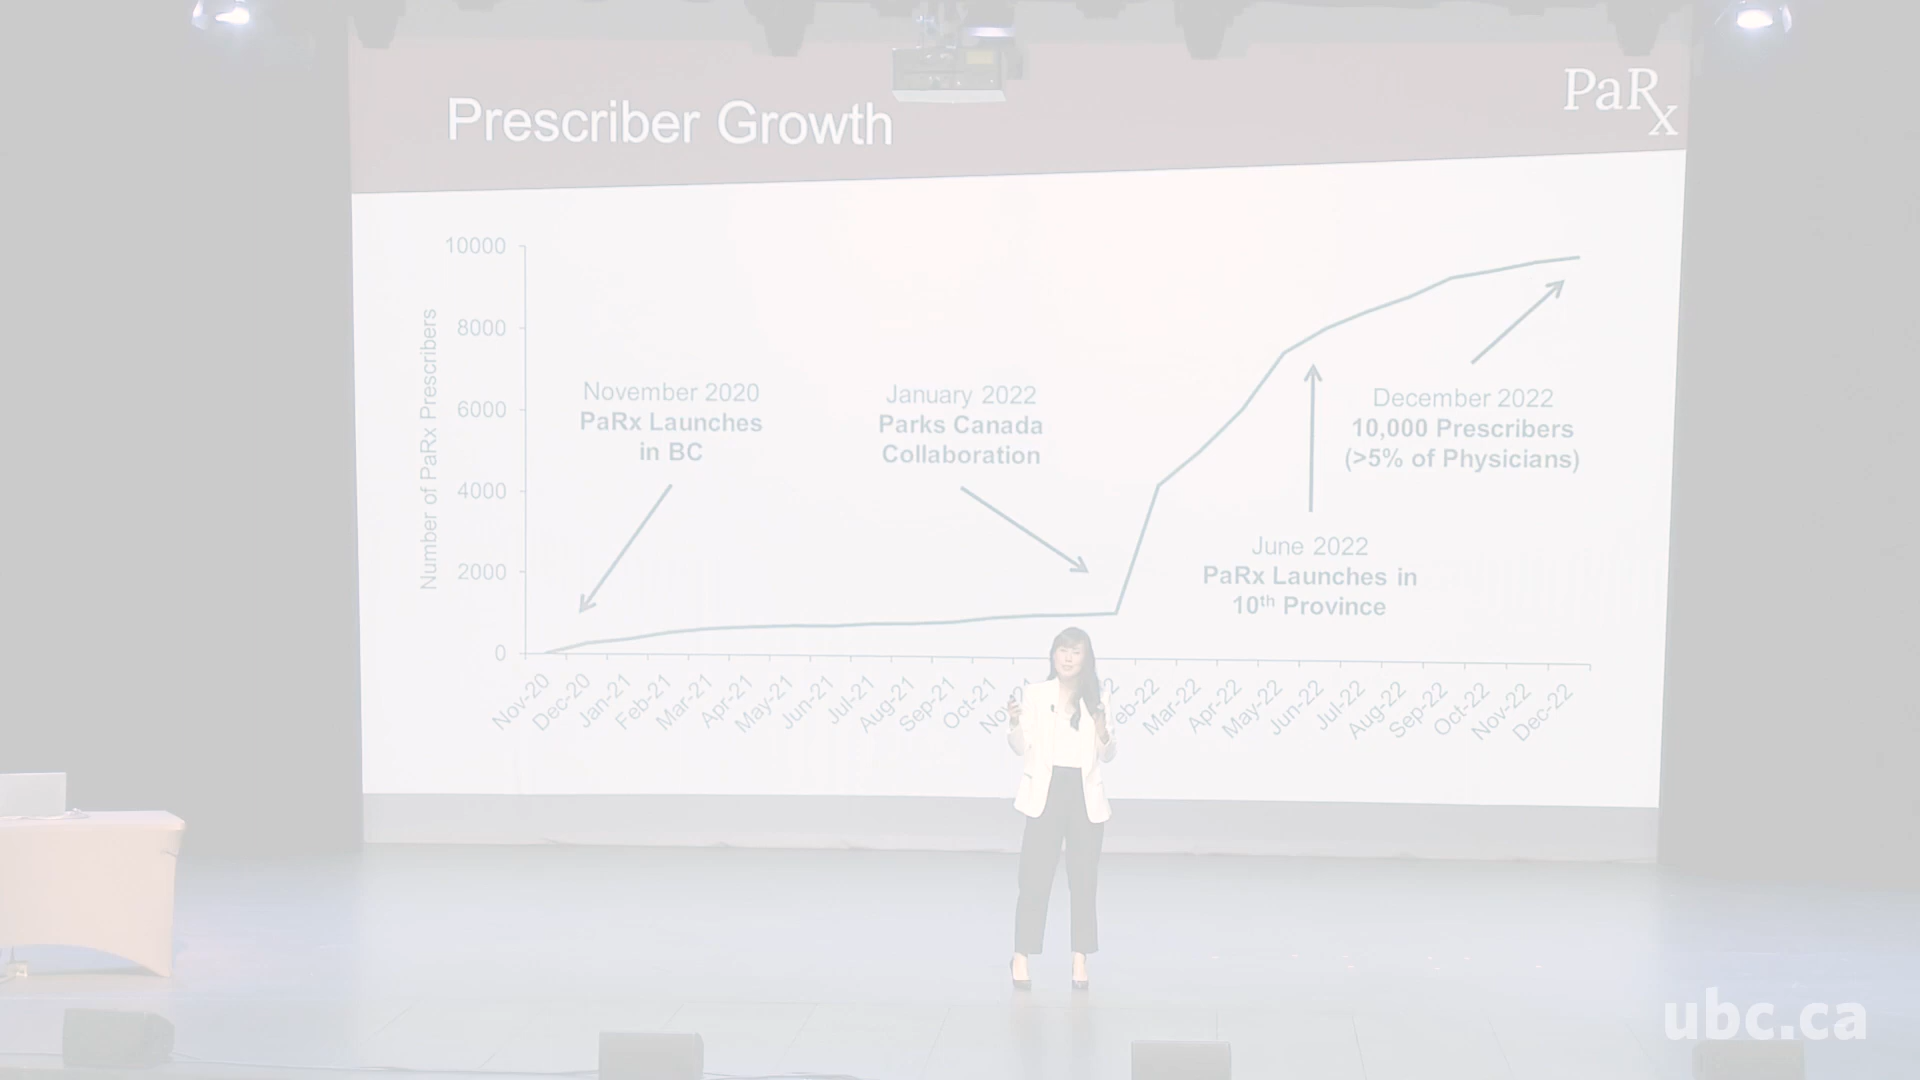 PaRx
Prescriber Growth
10000
8000
6000
4000
2000
0
Number of PaRx Prescribers
November 2020
PaRx Launches
in BC
January 2022
Parks Canada
Collaboration
December 2022
10,000 Prescribers
(>5% of Physicians)
June 2022
PaRx Launches in
10th Province
Nov-20
Dec-20
Jan-21
Feb-21
Mar-21
Apr-21
May-21
Jun-21
Jul-21
Aug-21
Sep-21
Oct-21
Mar-22
Apr-22
May-22
Jun-22
Jul-22
Aug-22
Sep-22
Oct-22
Nov-22
Dec-22
ubc.ca